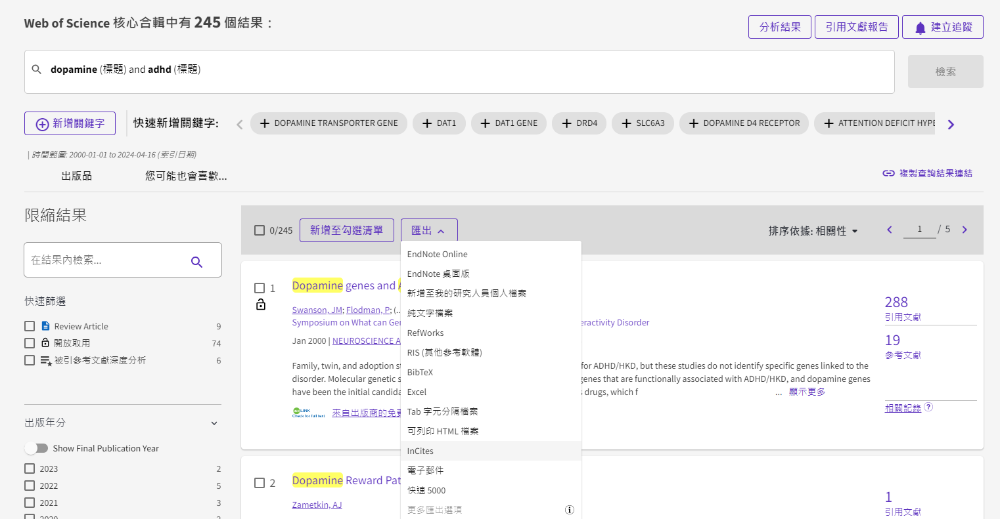 Web of Science 核心合輯中有 245 個結果：
分析結果
引用文獻報告
建立追蹤
dopamine (標題) and adhd (標題)
檢索
新增關鍵字
快速新增關鍵字:
DOPAMINE TRANSPORTER GENE
DAT1
DAT1 GENE
DRD4
SLC6A3
DOPAMINE D4 RECEPTOR
ATTENTION DEFICIT HYPE
| 時間範圍: 2000-01-01 to 2024-04-16 (索引日期)
出版品
您可能也會喜歡...
複製查詢結果連結
限縮結果
在結果內檢索...
快速篩選
Review Article 9
開放取用 74
被引參考文獻深度分析 6
出版年分
Show Final Publication Year
2023 2
2022 5
2021 3
2020 2
0/245
新增至勾選清單
匯出
排序依據: 相關性
1 / 5
EndNote Online
EndNote 桌面版
新增至我的研究人員個人檔案
純文字檔案
RefWorks
RIS (其他參考軟體)
BibTeX
Excel
Tab 字元分隔檔案
可列印 HTML 檔案
InCites
電子郵件
快速 5000
更多匯出選項
1
Dopamine genes and A
Swanson, JM; Flodman, P; (..
Symposium on What can Ger
eractivity Disorder
Jan 2000 | NEUROSCIENCE A
Family, twin, and adoption st
for ADHD/HKD, but these studies do not identify specific genes linked to the
disorder. Molecular genetic s
genes that are functionally associated with ADHD/HKD, and dopamine genes
have been the initial candida
s drugs, which f
... 顯示更多
LINK
Check for full text
來自出版商的免費
288
引用文獻
19
參考文獻
相關記錄 ?
2
Dopamine Reward Pat
Zametkin, AJ
1
引用文獻